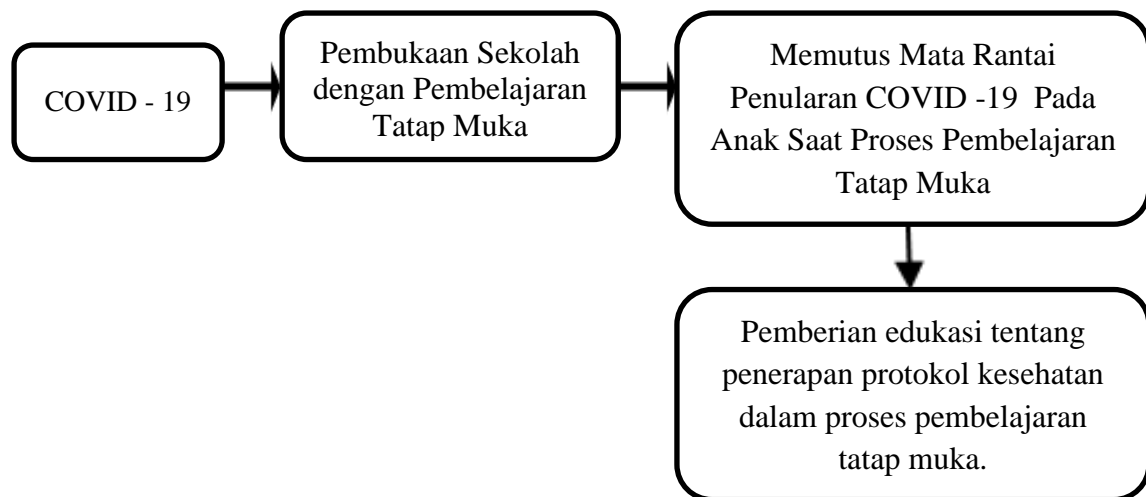 COVID - 19
Pembukaan Sekolah
dengan Pembelajaran
Tatap Muka
Memutus Mata Rantai
Penularan COVID -19 Pada
Anak Saat Proses Pembelajaran
Tatap Muka
Pemberian edukasi tentang
penerapan protokol kesehatan
dalam proses pembelajaran
tatap muka.